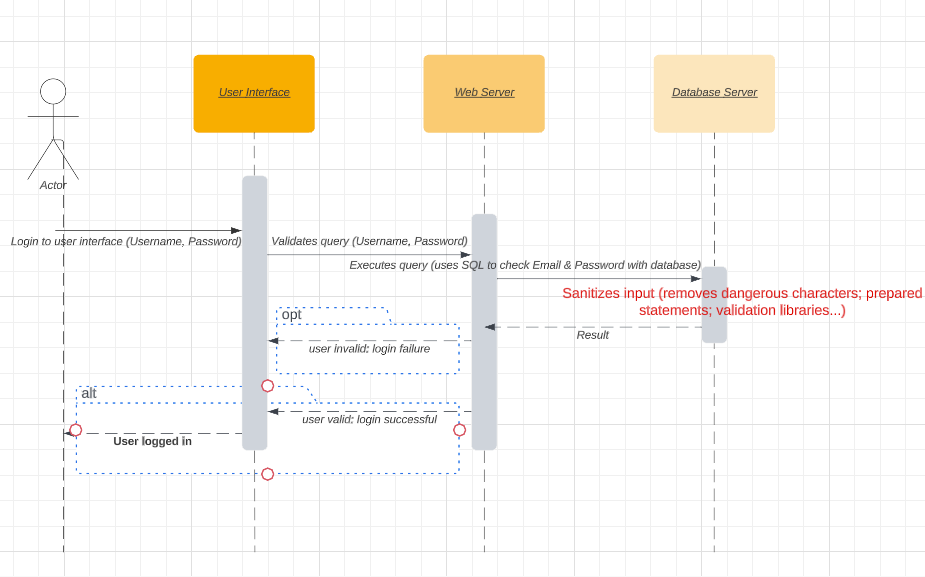 User Interface
Web Server
Database Server
Actor
Login to user interface (Username, Password)
Validates query (Username, Password)
Executes query (uses SQL to check Email & Password with database)
Sanitizes input (removes dangerous characters; prepared
statements; validation libraries...)
opt
Result
user invalid; login failure
alt
user valid; login successful
User logged in